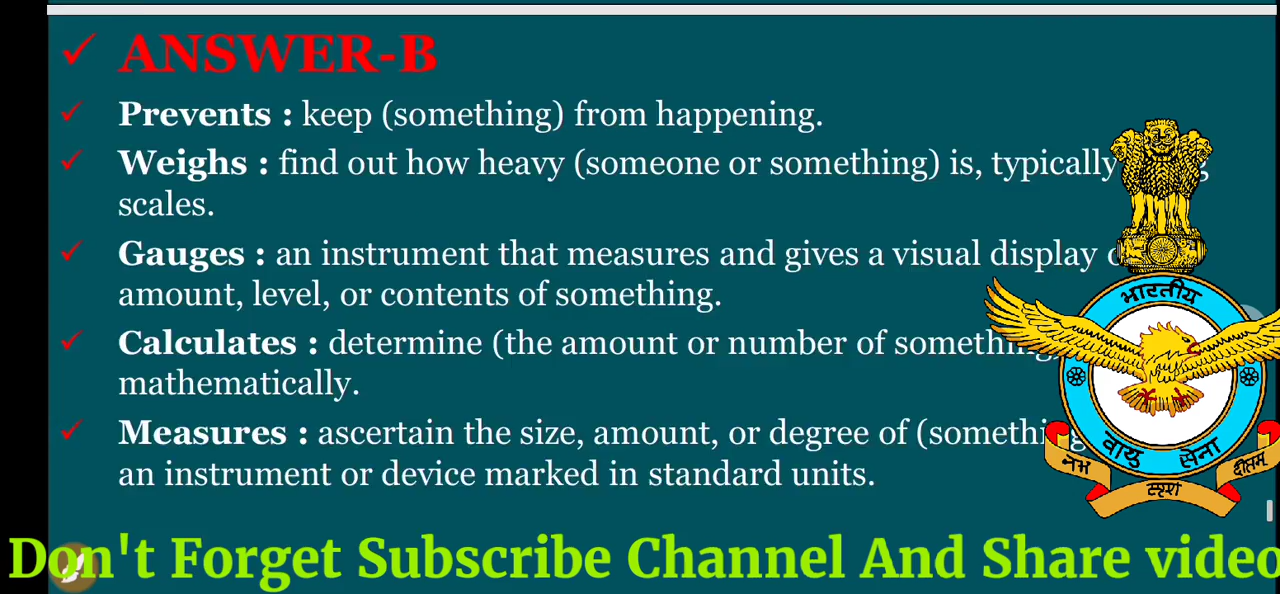 ANSWER-B
Prevents : keep (something) from happening.
Weighs : find out how heavy (someone or something) is, typically
scales.
Gauges : an instrument that measures and gives a visual display
amount, level, or contents of something.
Calculates : determine (the amount or number of something)
mathematically.
Measures : ascertain the size, amount, or degree of (something
an instrument or device marked in standard units.
भारतीय
वायु सेना
नभ स्पृशं दीप्तम्
Don't Forget Subscribe Channel And Share video